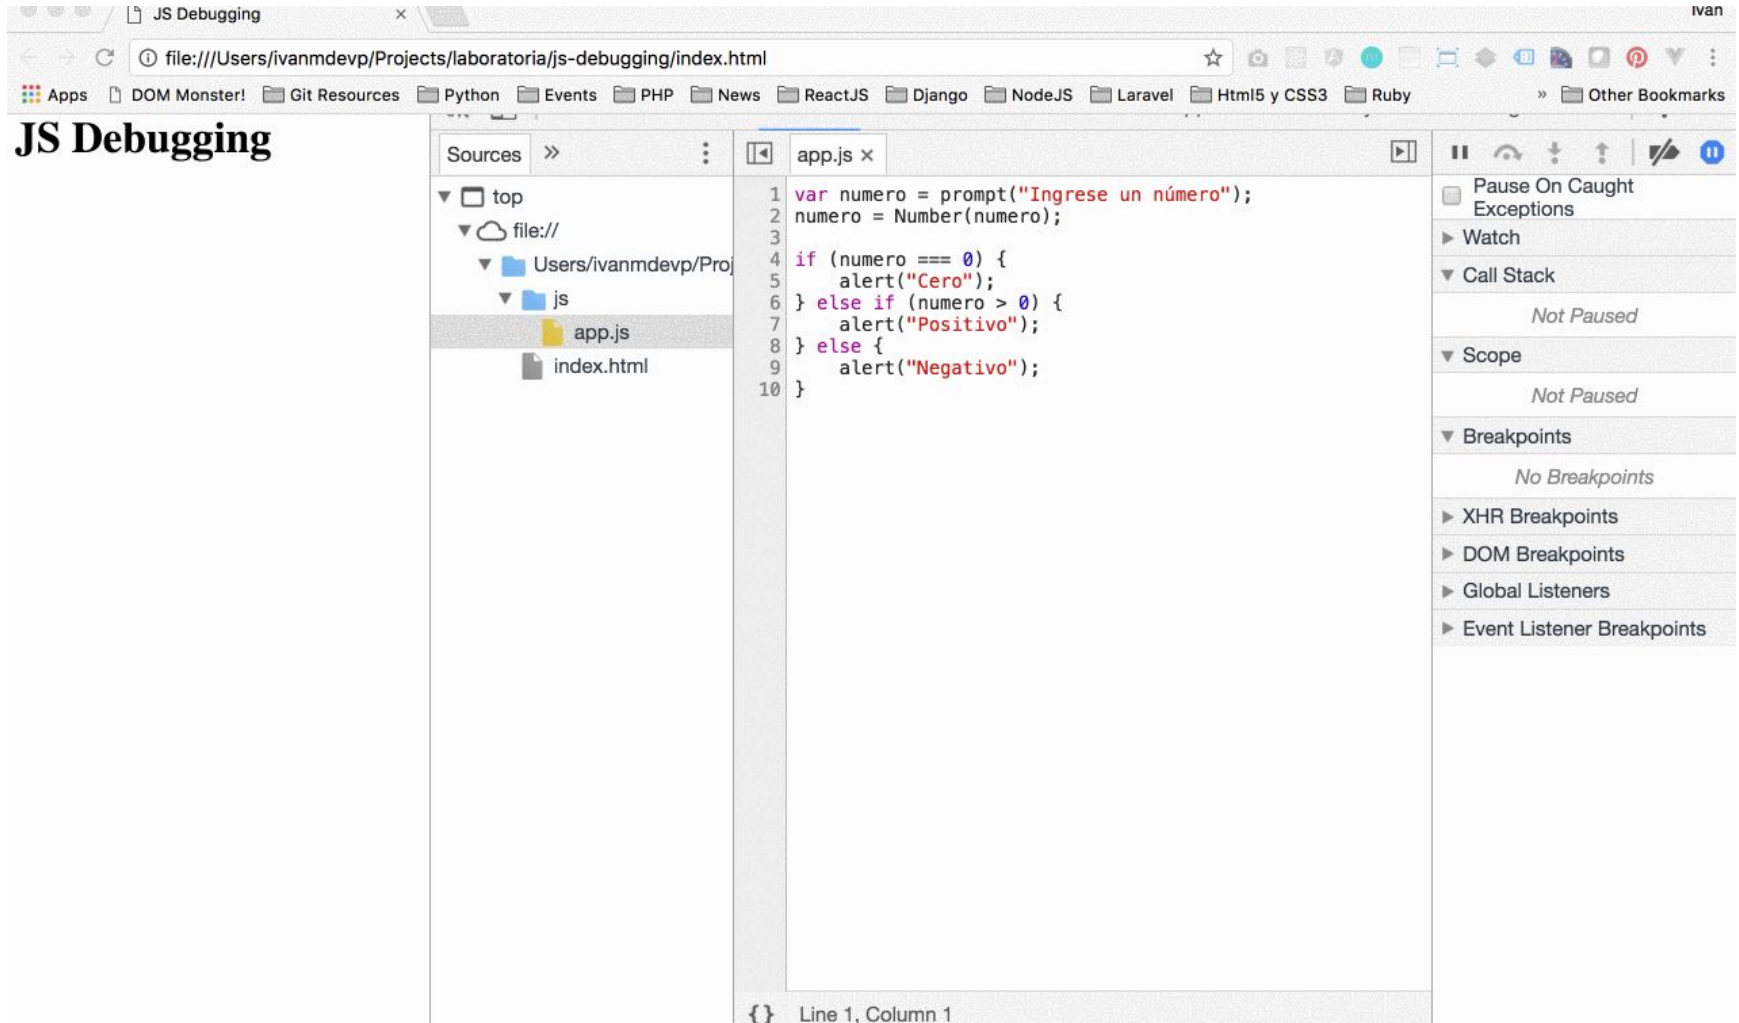 JS Debugging
Ivan
file:///Users/ivanmdevp/Projects/laboratoria/js-debugging/index.html
Apps DOM Monster! Git Resources Python Events PHP News ReactJS Django NodeJS Laravel Html5 y CSS3 Ruby » Other Bookmarks
JS Debugging
Sources »
top
file://
Users/ivanmdevp/Proj
js
app.js
index.html
app.js ×
1 var numero = prompt("Ingrese un número");
2 numero = Number(numero);
3
4 if (numero === 0) {
5 alert("Cero");
6 } else if (numero > 0) {
7 alert("Positivo");
8 } else {
9 alert("Negativo");
10 }
{} Line 1, Column 1
Pause On Caught
Exceptions
Watch
Call Stack
Not Paused
Scope
Not Paused
Breakpoints
No Breakpoints
XHR Breakpoints
DOM Breakpoints
Global Listeners
Event Listener Breakpoints